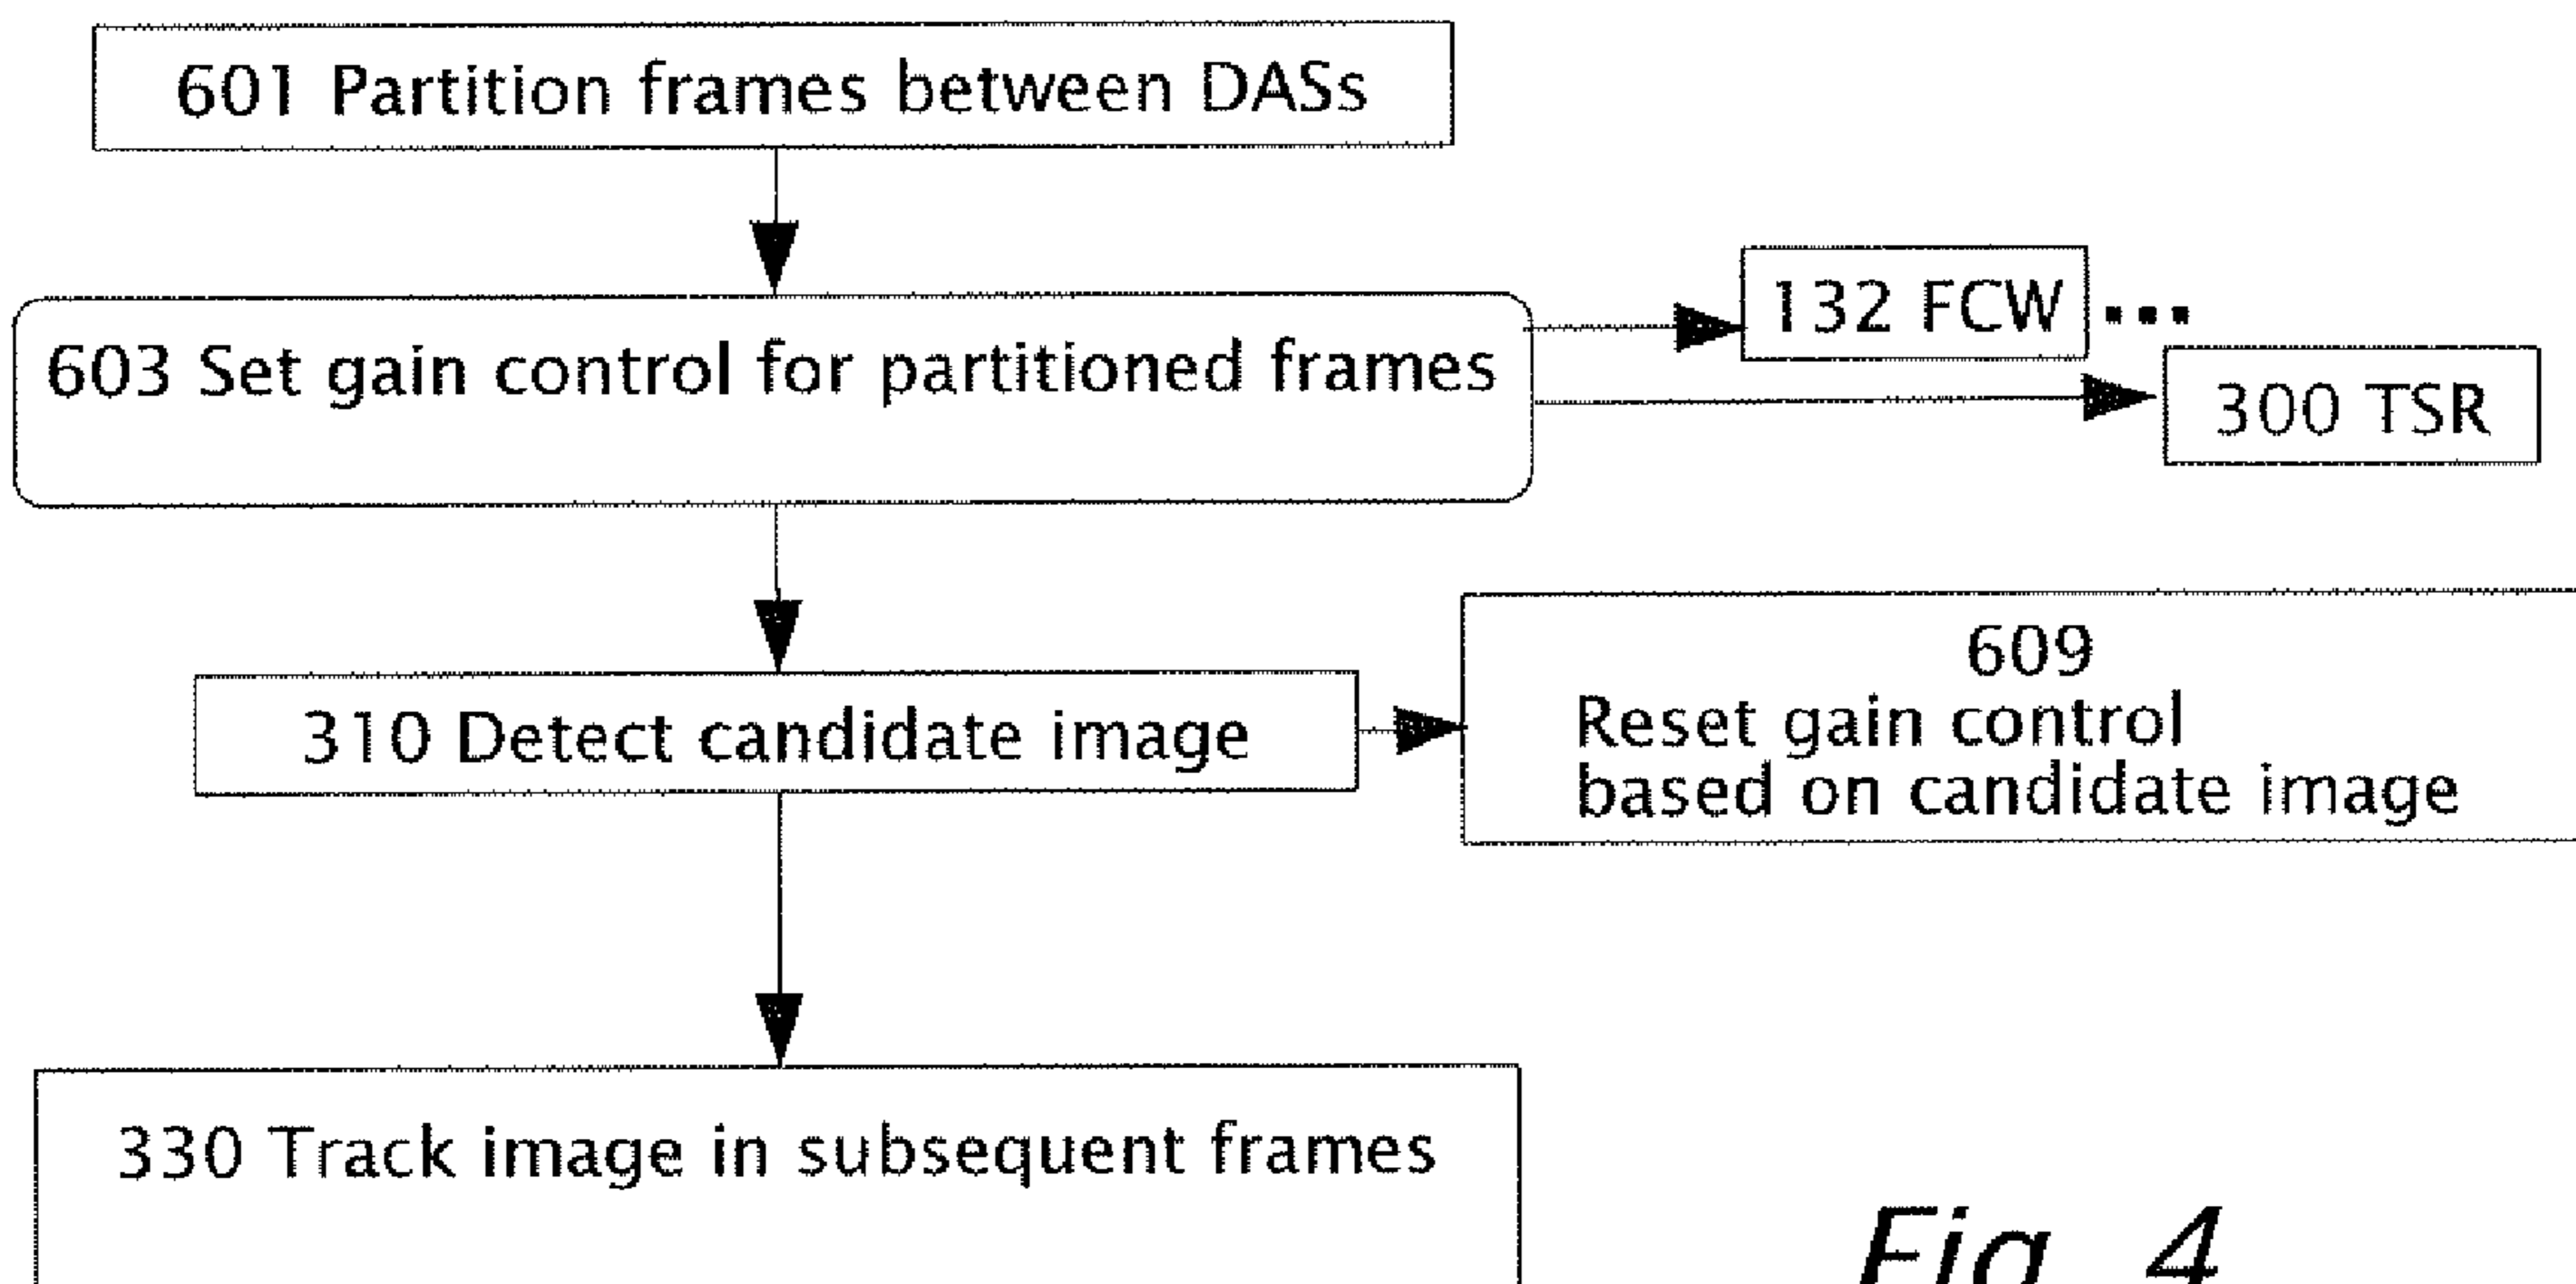 601 Partition frames between DASs
603 Set gain control for partitioned frames
132 FCW ...
300 TSR
310 Detect candidate image
609
Reset gain control
based on candidate image
330 Track image in subsequent frames
Fig. 4